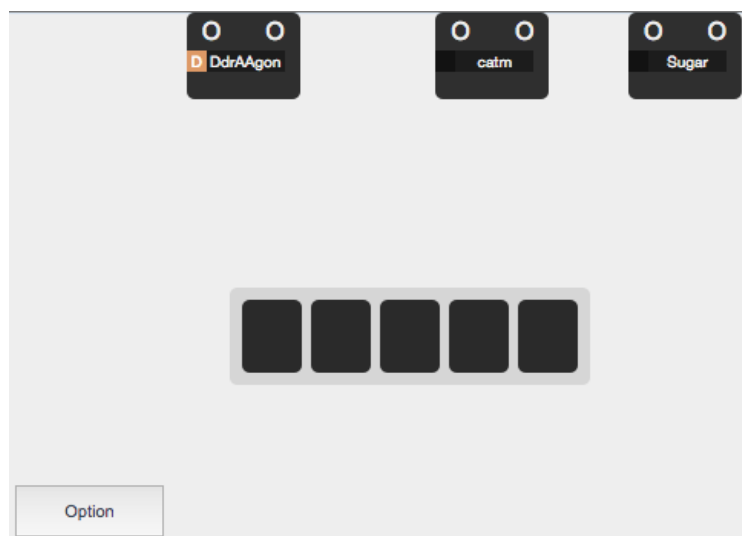 O O
D DdrAAgon
O O
catm
O O
Sugar
Option